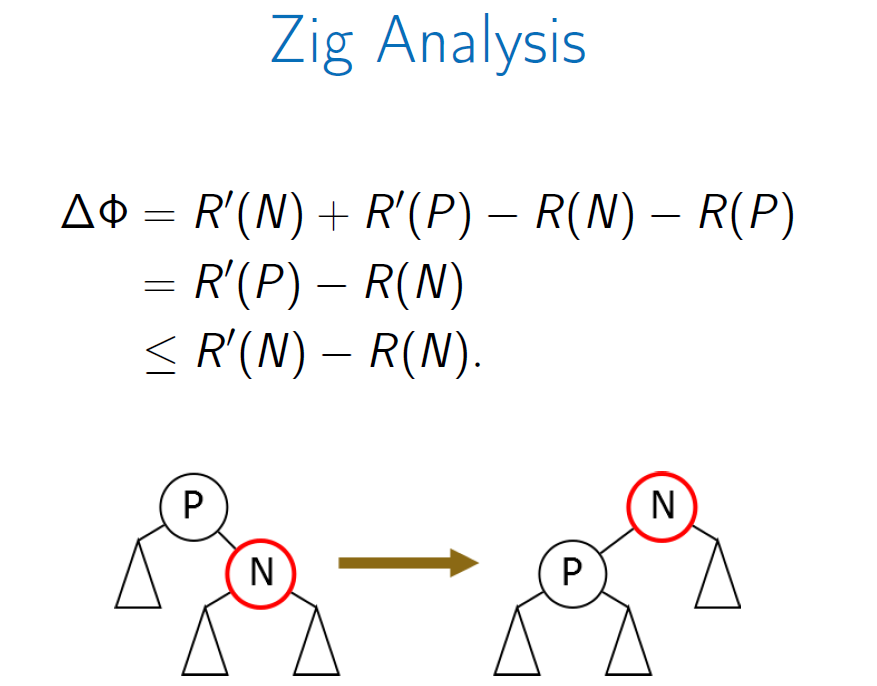 Zig Analysis
ΔΦ = R′(N) + R′(P) − R(N) − R(P)
= R′(P) − R(N)
≤ R′(N) − R(N).
P
N
N
P